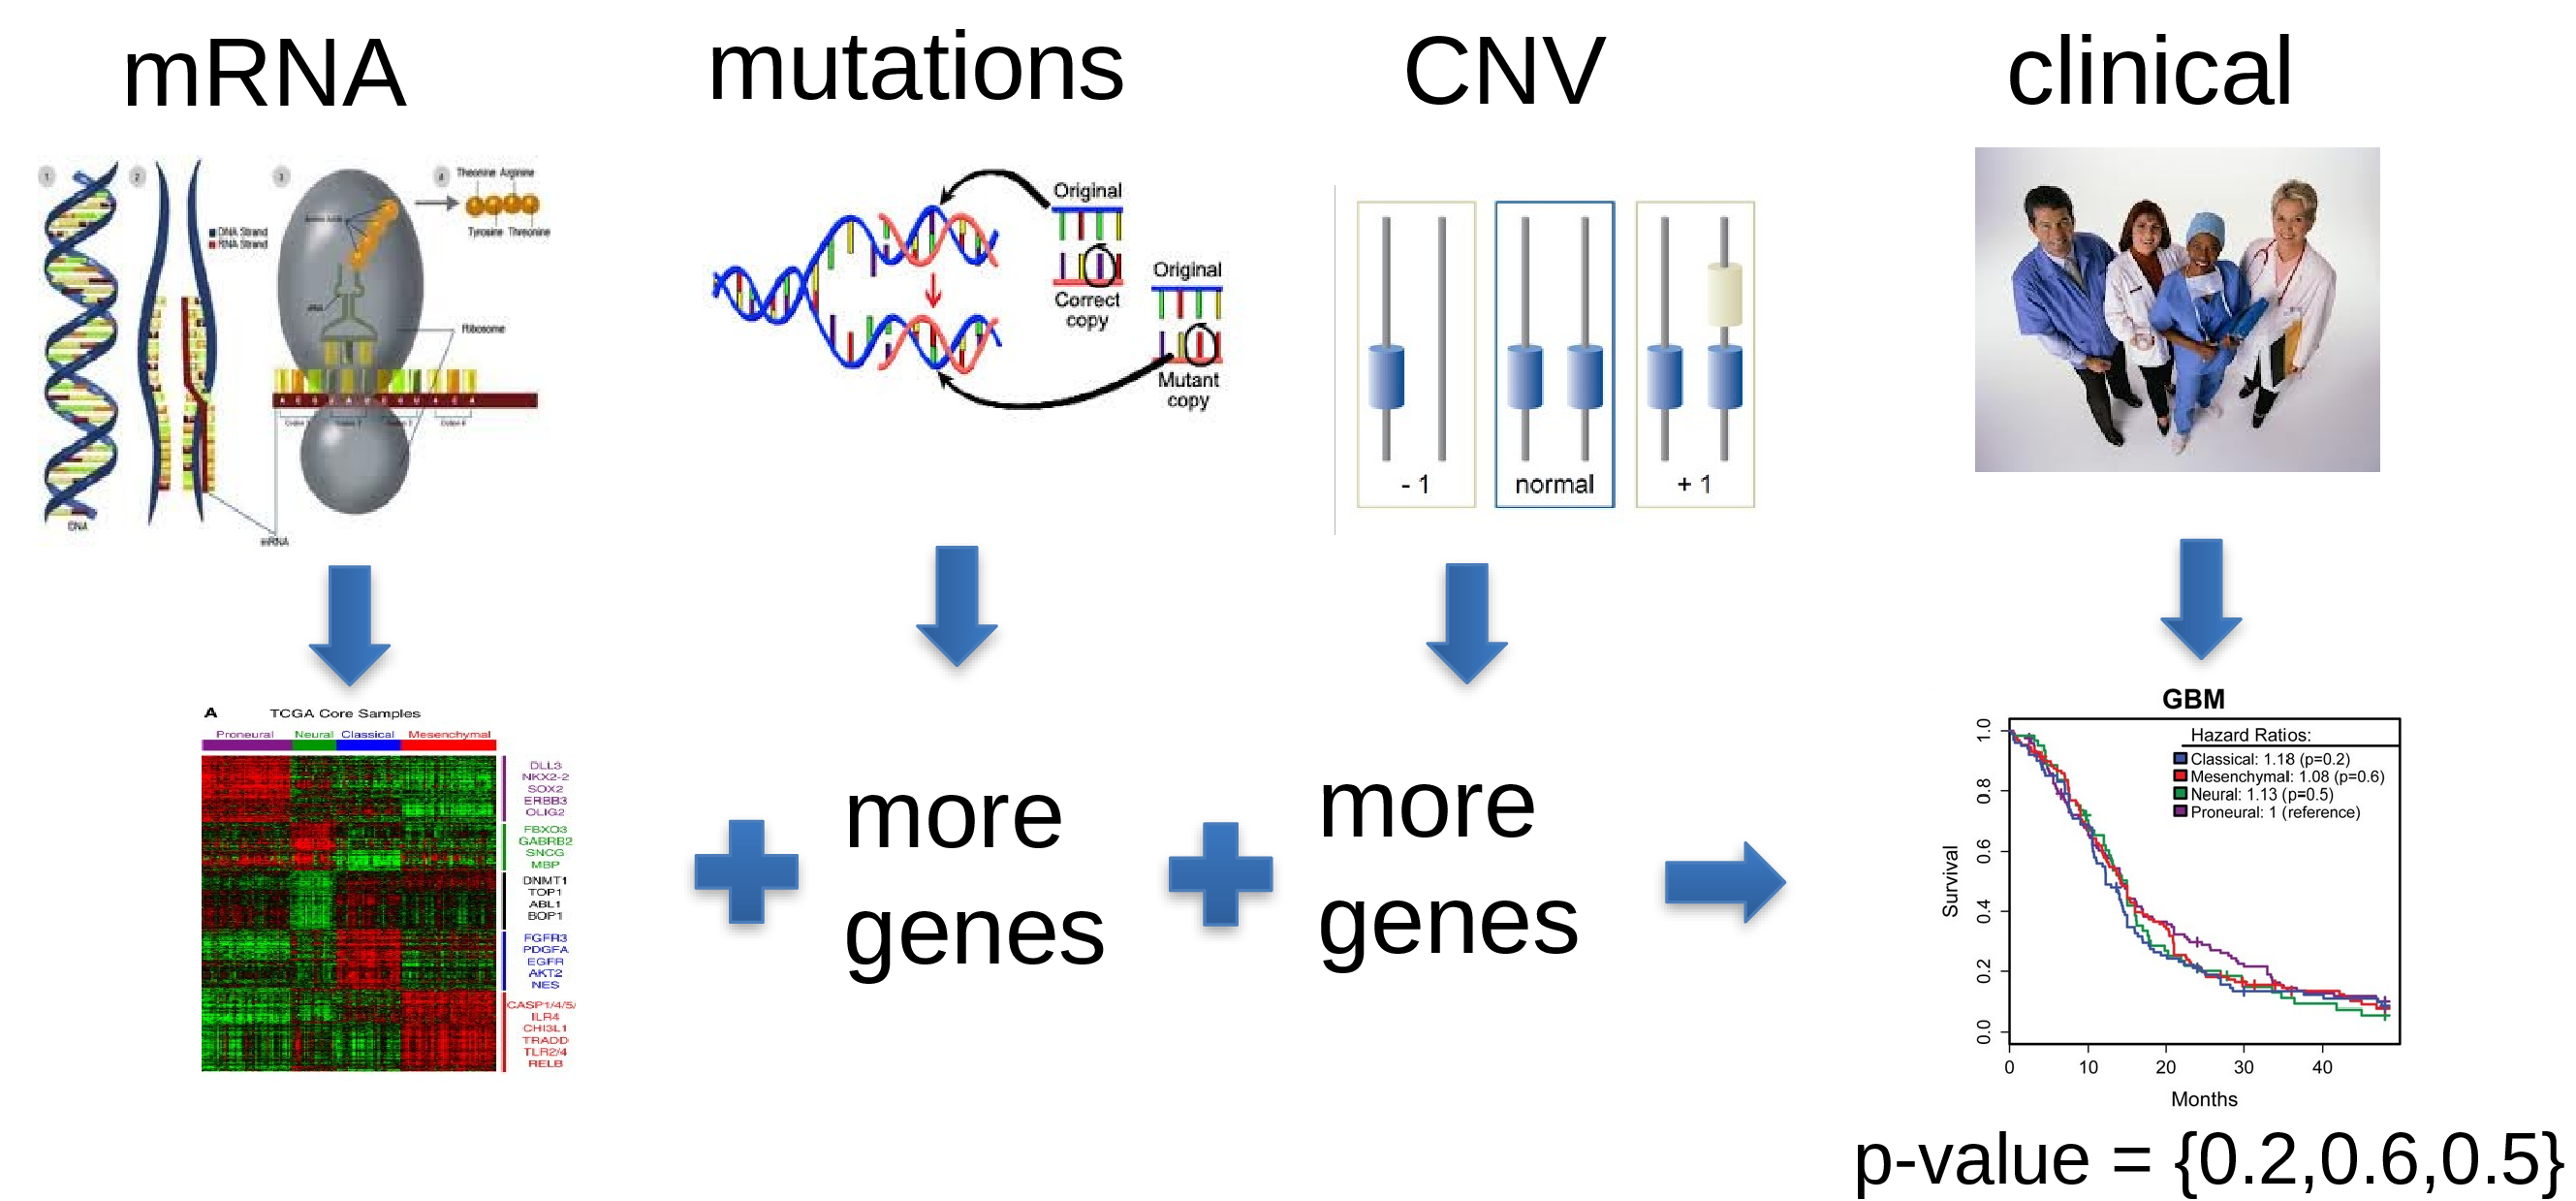 mRNA
mutations
CNV
clinical
1
2
3
4
Theonine Arginine
Tyrosine Threonine
DNA Strand
RNA Strand
Ribosome
DNA
mRNA
Original
Correct
copy
Original
Mutant
copy
- 1
normal
+ 1
A TCGA Core Samples
Proneural Neural Classical Mesenchymal
DLL3
NKX2-2
SOX2
ERBB3
OLIG2
FBXO3
GABRB2
SNCG
MBP
DNMT1
TOP1
ABL1
BOP1
FGFR3
PDGFA
EGFR
AKT2
NES
CASP1/4/5/
ILR4
CHI3L1
TRADD
TLR2/4
RELB
more
genes
more
genes
GBM
Hazard Ratios:
Classical: 1.18 (p=0.2)
Mesenchymal: 1.08 (p=0.6)
Neural: 1.13 (p=0.5)
Proneural: 1 (reference)
Survival
1.0
0.8
0.6
0.4
0.2
0.0
0 10 20 30 40
Months
p-value = {0.2,0.6,0.5}